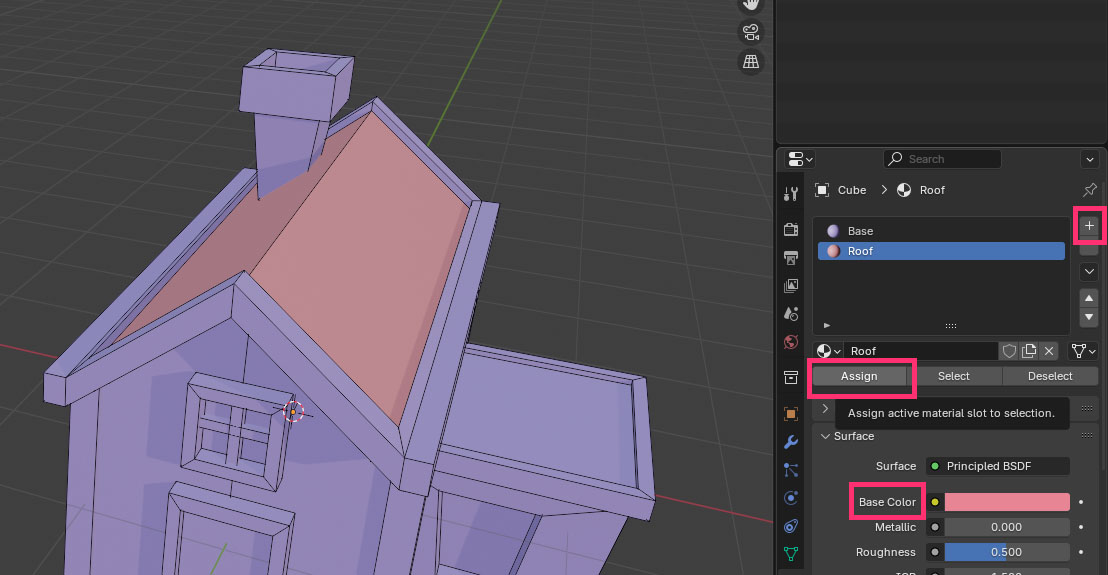 Search
Cube > Roof
Base
Roof
Roof
Assign Select Deselect
Assign active material slot to selection.
Surface
Surface Principled BSDF
Base Color
Metallic 0.000
Roughness 0.500